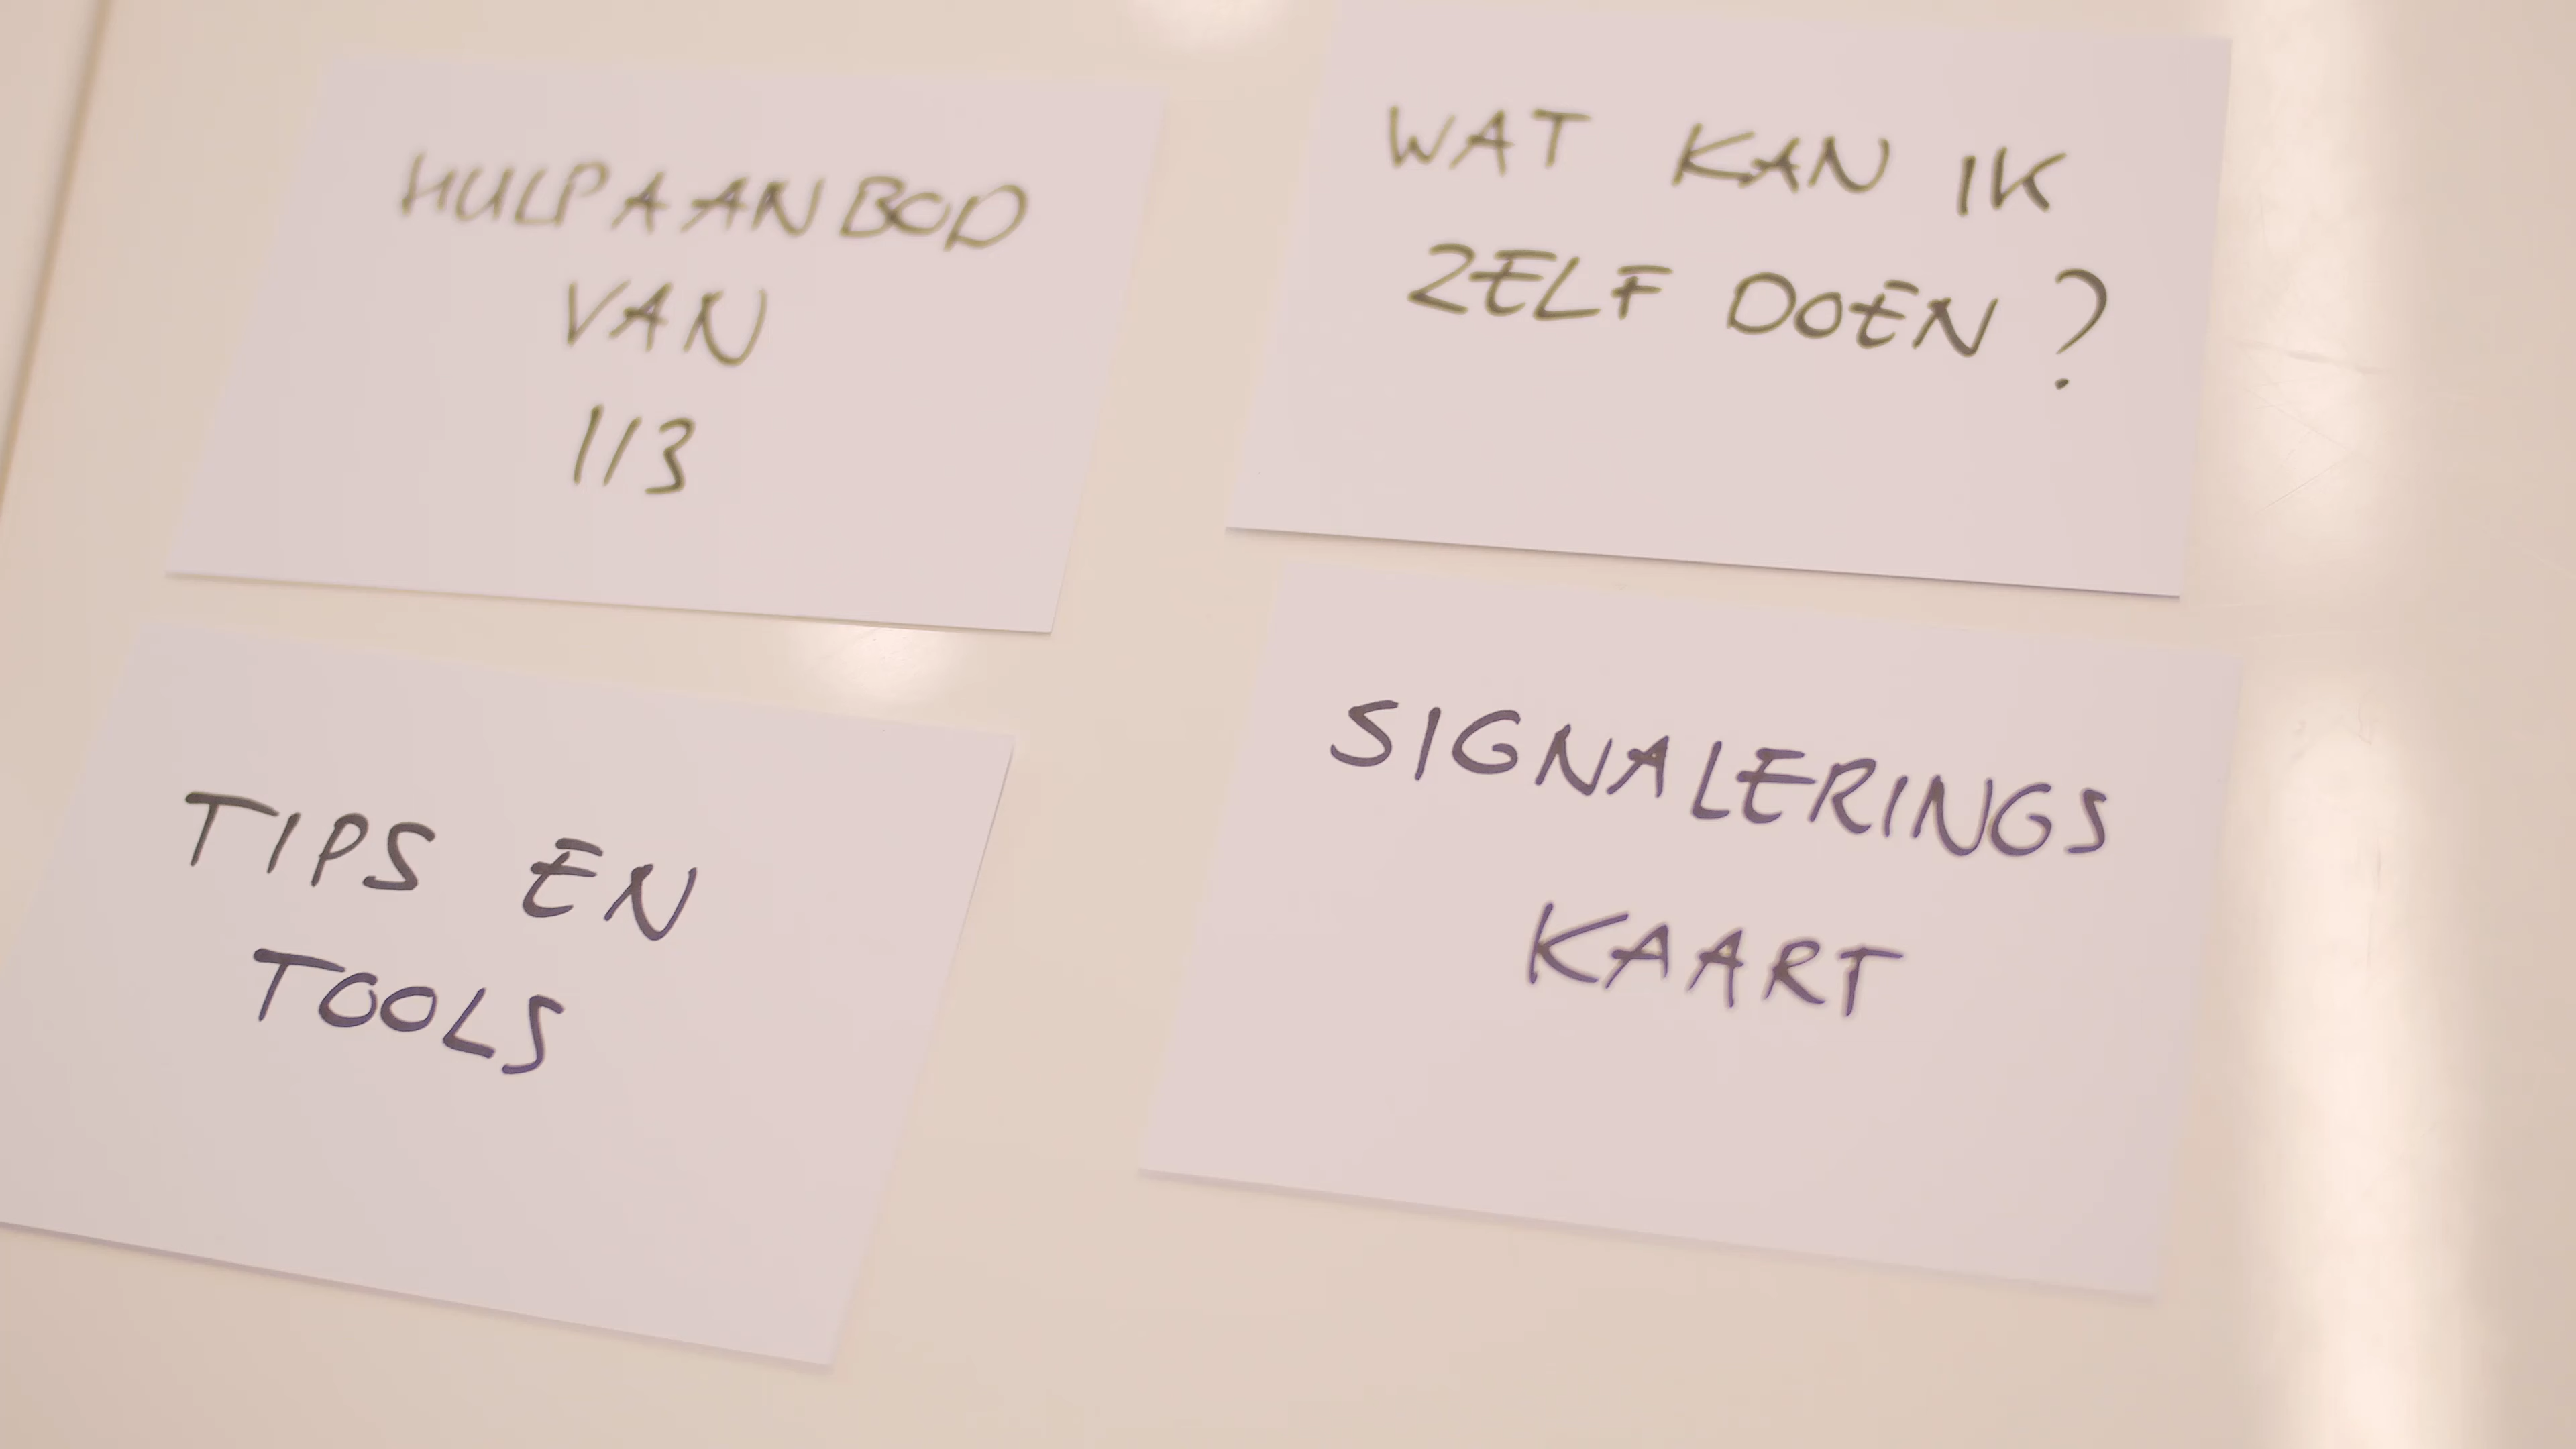 HULPAANBOD
VAN
113
WAT KAN IK
ZELF DOEN?
TIPS EN
TOOLS
SIGNALERINGS
KAART